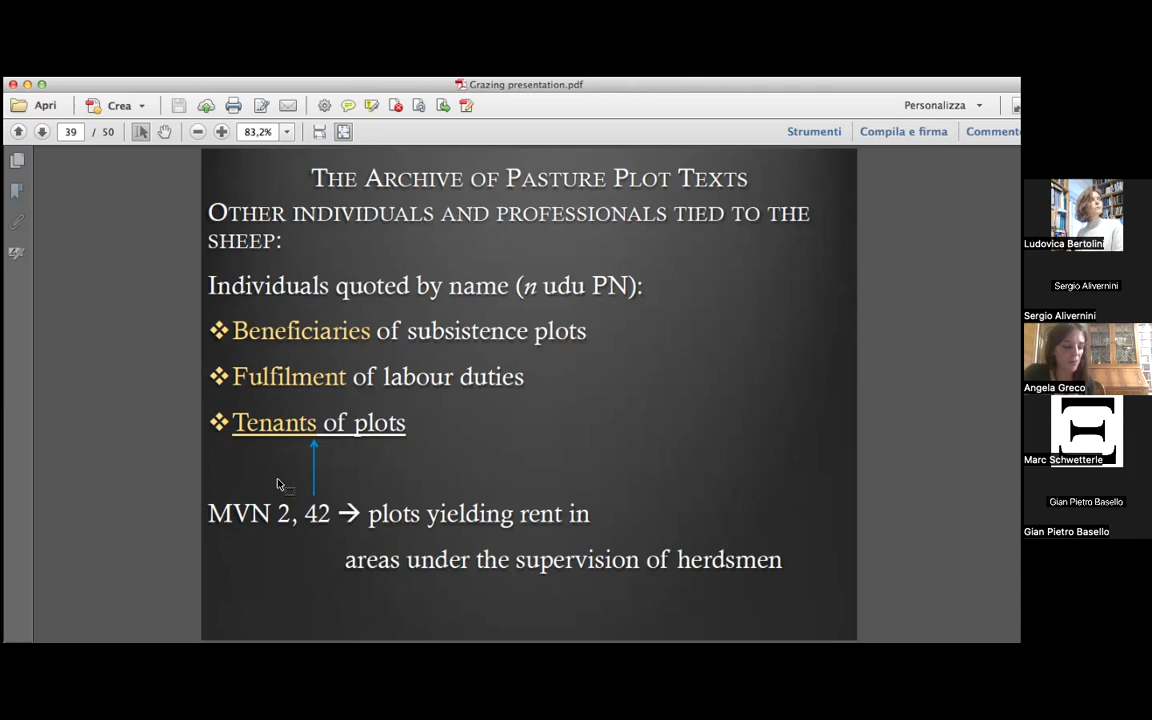 Grazing presentation.pdf
Apri
Crea
Personalizza
39 / 50
83,2%
Strumenti
Compila e firma
Comment
THE ARCHIVE OF PASTURE PLOT TEXTS
OTHER INDIVIDUALS AND PROFESSIONALS TIED TO THE
SHEEP:
Individuals quoted by name (n udu PN):
❖Beneficiaries of subsistence plots
❖Fulfilment of labour duties
❖Tenants of plots
MVN 2, 42 → plots yielding rent in
areas under the supervision of herdsmen
Ludovica Bertolini
Sergio Alivernini
Sergio Alivernini
Angela Greco
Marc Schwetterle
Gian Pietro Basello
Gian Pietro Basello